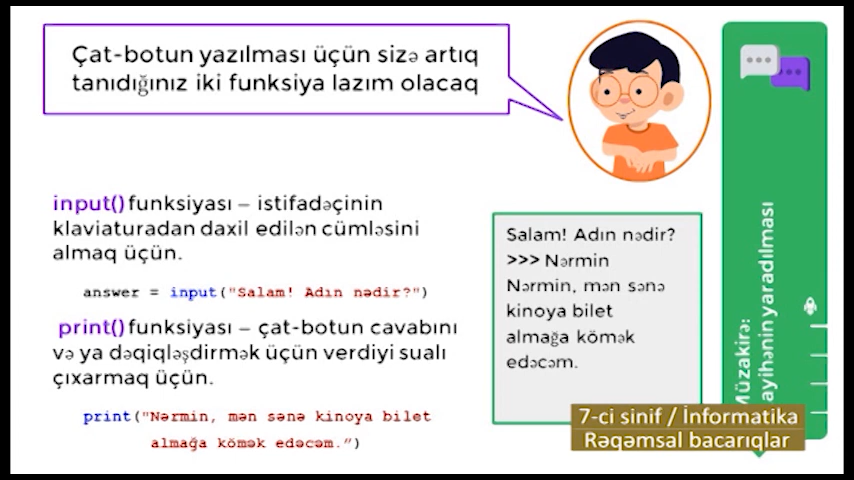 Çat-botun yazılması üçün sizə artıq
tanıdığınız iki funksiya lazım olacaq
input() funksiyası – istifadəçinin
klaviaturadan daxil edilən cümləsini
almaq üçün.
answer = input("Salam! Adın nədir?")
print() funksiyası – çat-botun cavabını
və ya dəqiqləşdirmək üçün verdiyi sualı
çıxarmaq üçün.
print("Nərmin, mən sənə kinoya bilet
almağa kömək edəcəm.")
Salam! Adın nədir?
>>> Nərmin
Nərmin, mən sənə
kinoya bilet
almağa kömək
edəcəm.
Müzakirə:
ayihənin yaradılması
7-ci sinif / İnformatika
Rəqəmsal bacarıqlar